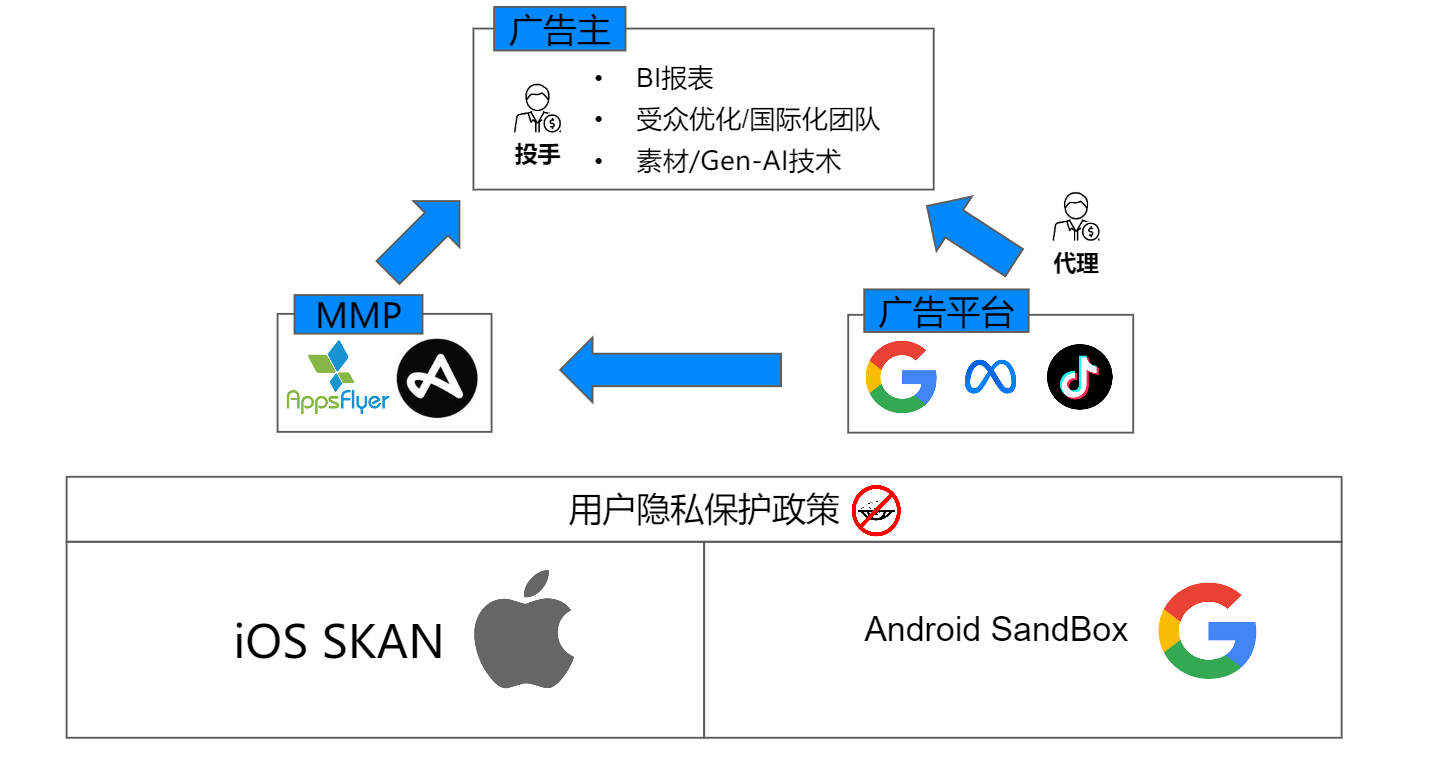 广告主
BI报表
受众优化/国际化团队
素材/Gen-AI技术
投手
代理
MMP
AppsFlyer
广告平台
用户隐私保护政策
iOS SKAN
Android SandBox